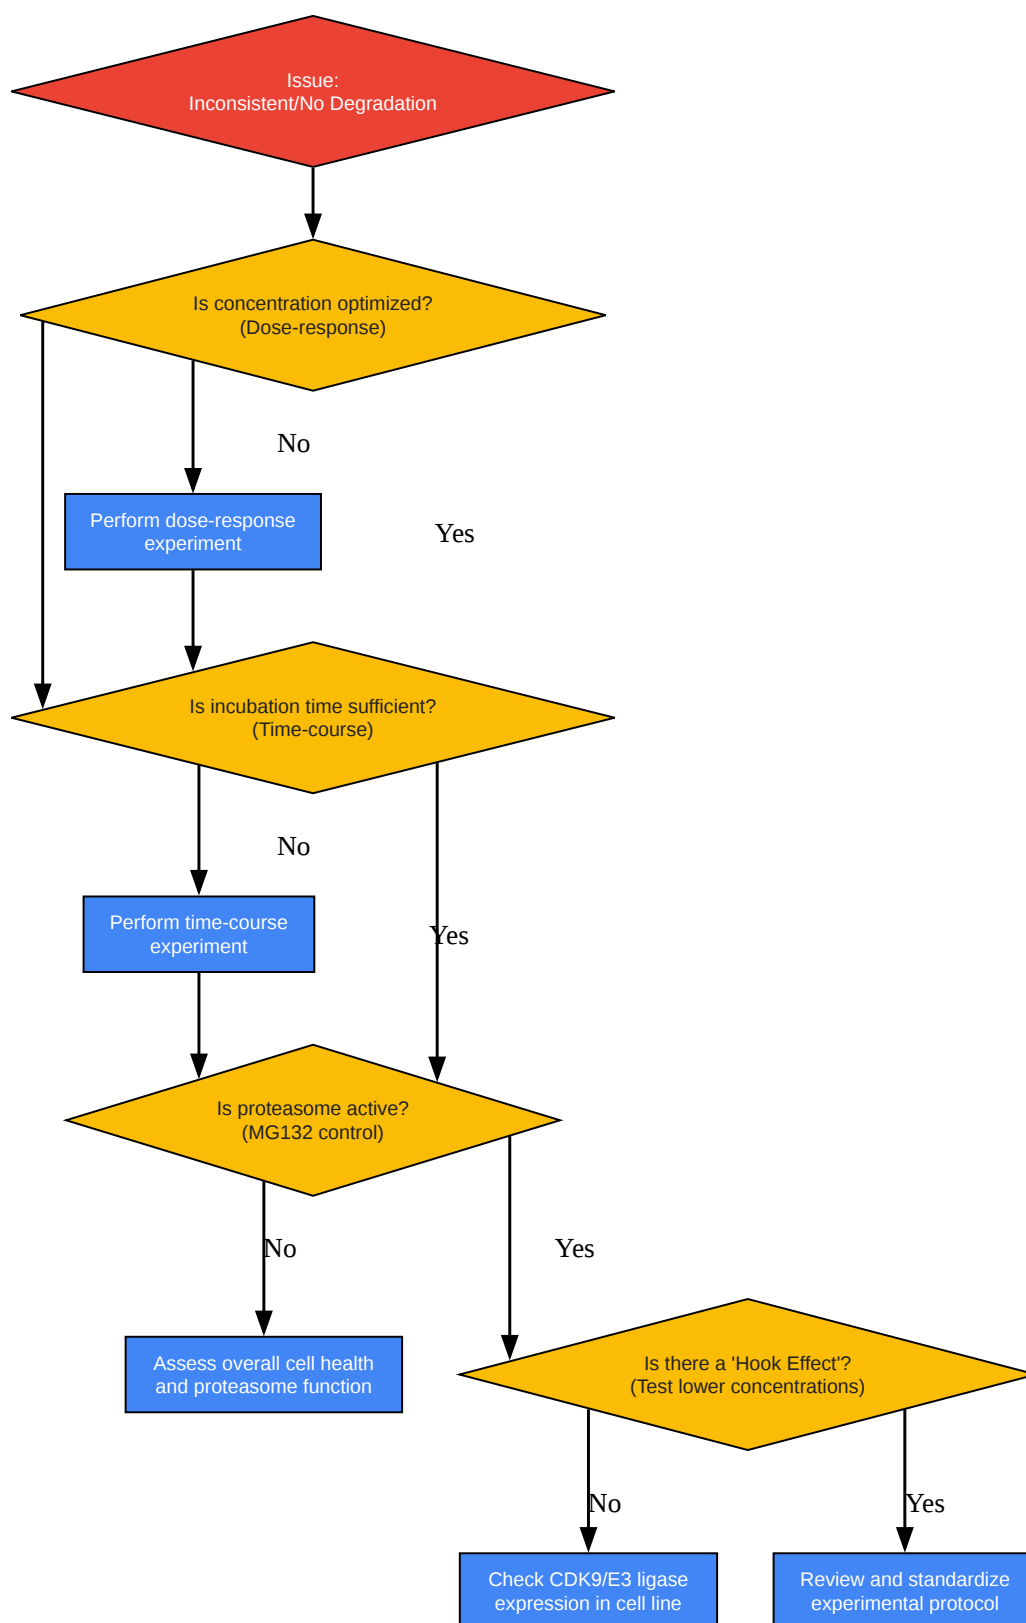 Issue:
Inconsistent/No Degradation
Is concentration optimized?
(Dose-response)
No
Perform dose-response
experiment
Yes
Is incubation time sufficient?
(Time-course)
No
Perform time-course
experiment
Yes
Is proteasome active?
(MG132 control)
No
Yes
Assess overall cell health
and proteasome function
Is there a 'Hook Effect'?
(Test lower concentrations)
No
Yes
Check CDK9/E3 ligase
expression in cell line
Review and standardize
experimental protocol